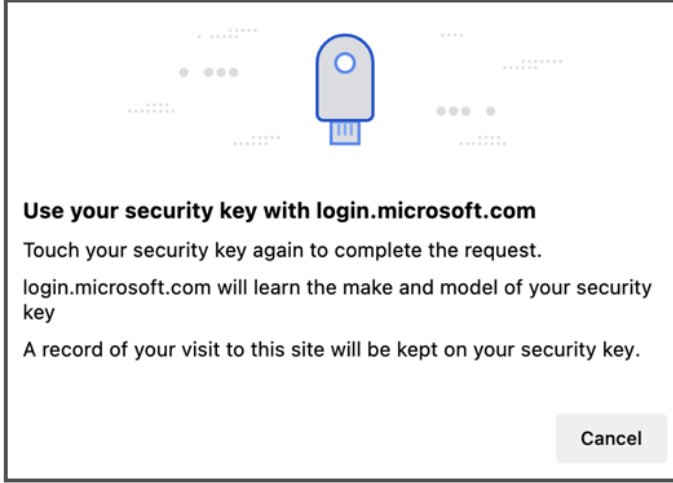 Use your security key with login.microsoft.com
Touch your security key again to complete the request.
login.microsoft.com will learn the make and model of your security
key
A record of your visit to this site will be kept on your security key.
Cancel